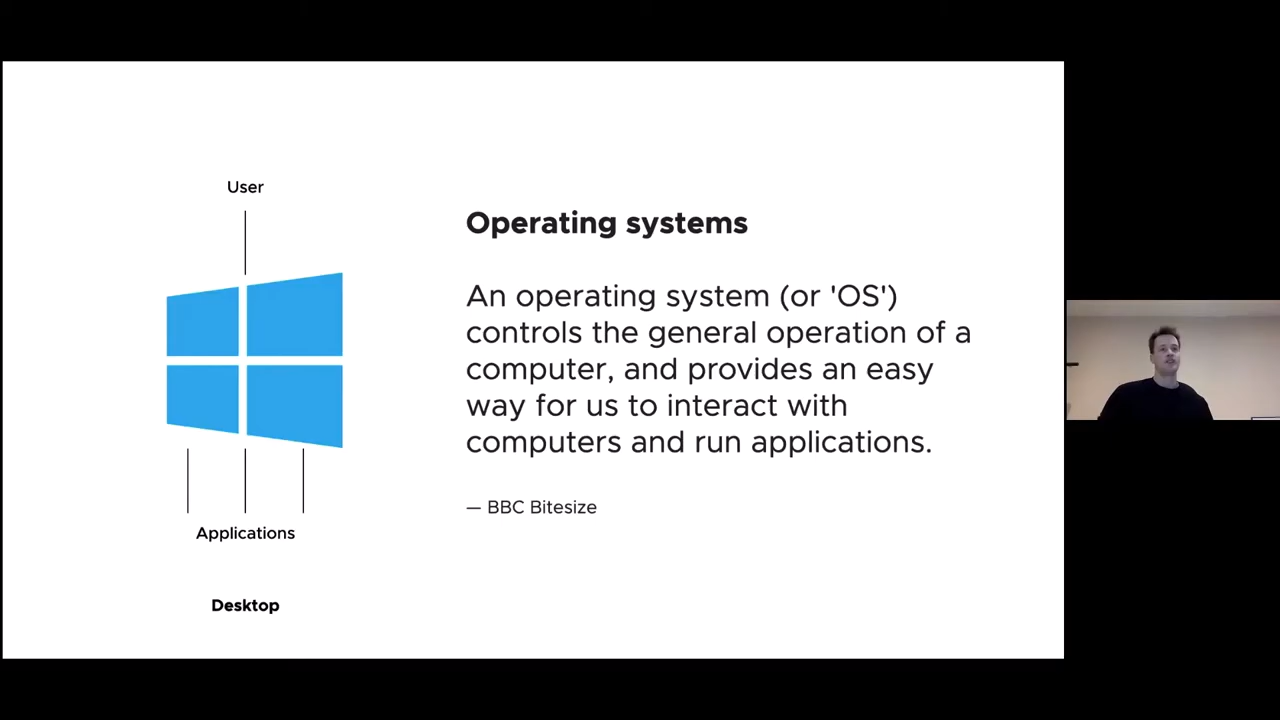 User
Applications
Desktop
Operating systems
An operating system (or 'OS')
controls the general operation of a
computer, and provides an easy
way for us to interact with
computers and run applications.
— BBC Bitesize